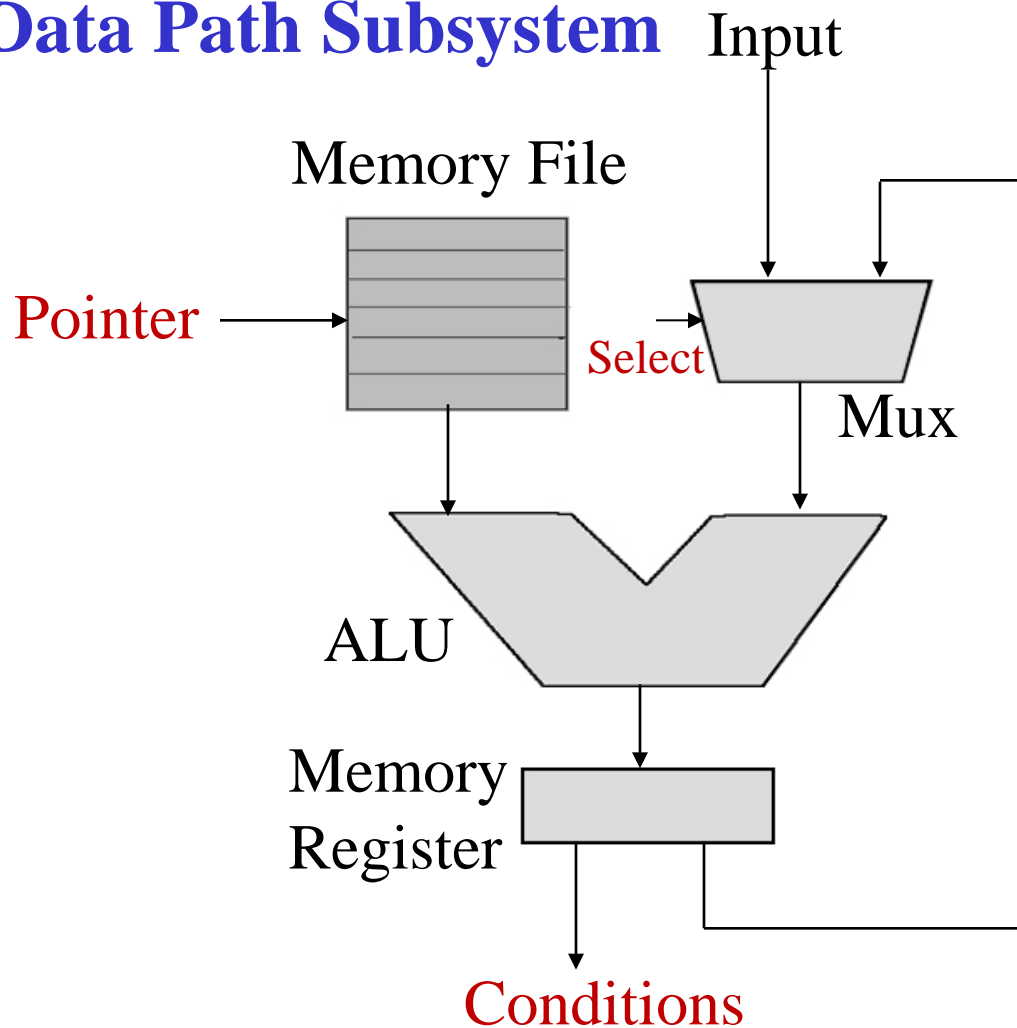 Data Path Subsystem
Input
Memory File
Pointer
Select
Mux
ALU
Memory
Register
Conditions